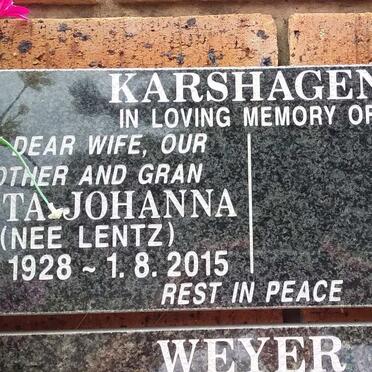 KARSHAGEN
IN LOVING MEMORY OF
DEAR WIFE, OUR
OTHER AND GRAN
TA JOHANNA
(NEE LENTZ)
1928 ~ 1.8.2015
REST IN PEACE
WEYER